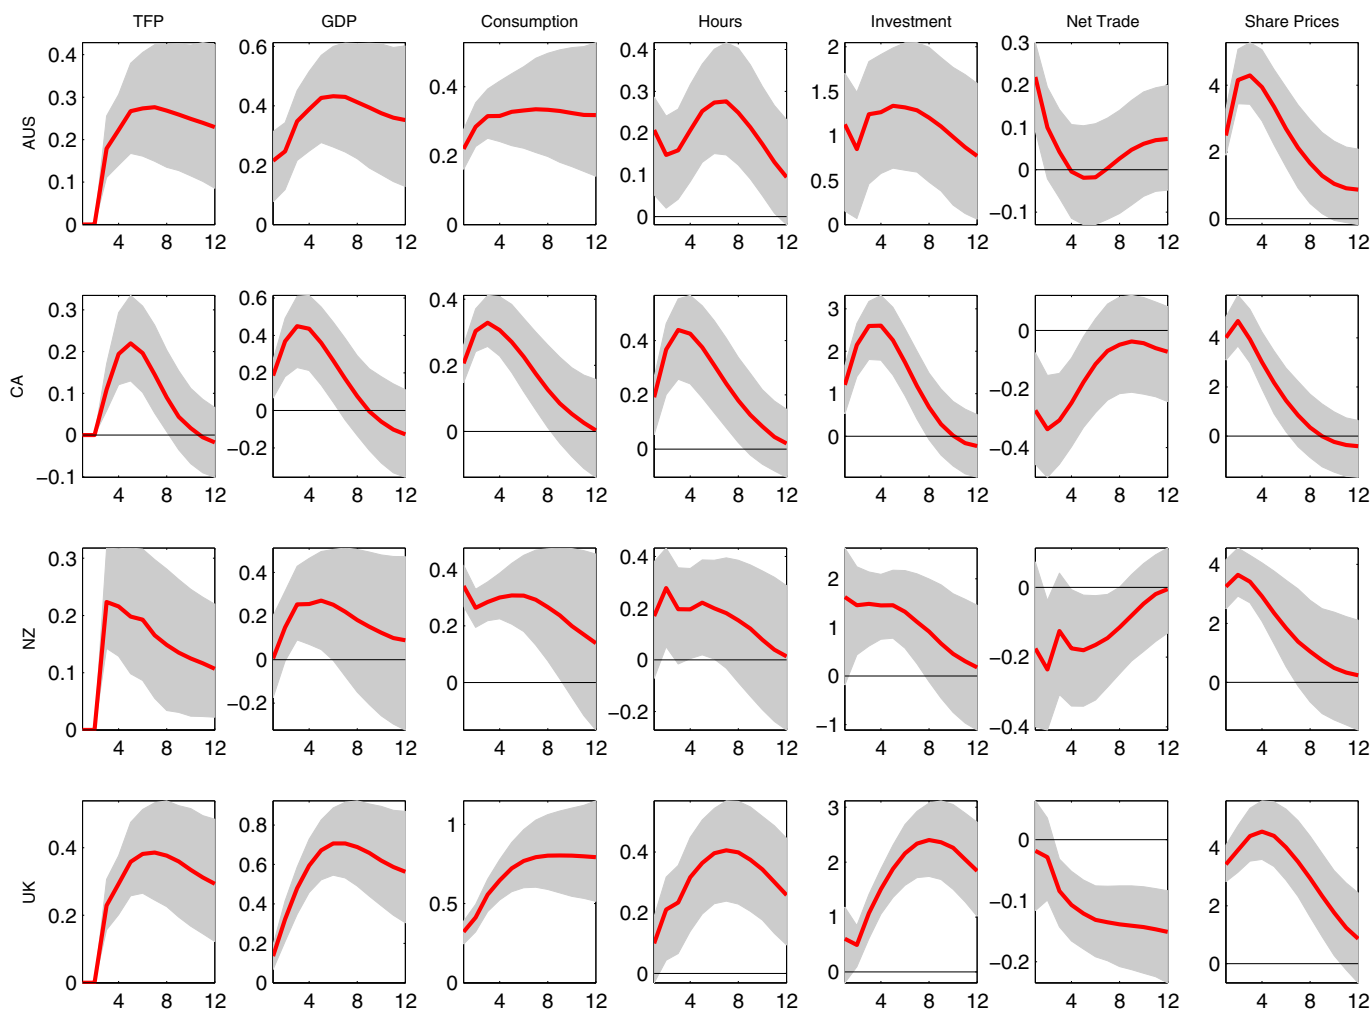 TFP GDP Consumption Hours Investment Net Trade Share Prices
AUS
0.4 0.3 0.2 0.1 0
0.6 0.4 0.2 0
0.4 0.2 0
0.4 0.3 0.2 0.1 0
2 1.5 1 0.5 0
0.3 0.2 0.1 0 −0.1
4 2 0
4 8 12 4 8 12 4 8 12 4 8 12 4 8 12 4 8 12 4 8 12
CA
0.3 0.2 0.1 0 −0.1
0.6 0.4 0.2 0 −0.2
0.4 0.2 0
0.6 0.4 0.2 0
3 2 1 0
0 −0.2 −0.4
4 2 0
4 8 12 4 8 12 4 8 12 4 8 12 4 8 12 4 8 12 4 8 12
NZ
0.3 0.2 0.1 0
0.4 0.2 0 −0.2
0.4 0.2 0
0.4 0.2 0 −0.2
2 1 0 −1
0 −0.2 −0.4
4 2 0
4 8 12 4 8 12 4 8 12 4 8 12 4 8 12 4 8 12 4 8 12
UK
0.4 0.2 0
0.8 0.6 0.4 0.2 0
1 0.5 0
0.4 0.2 0
3 2 1 0
0 −0.1 −0.2
4 2 0
4 8 12 4 8 12 4 8 12 4 8 12 4 8 12 4 8 12 4 8 12